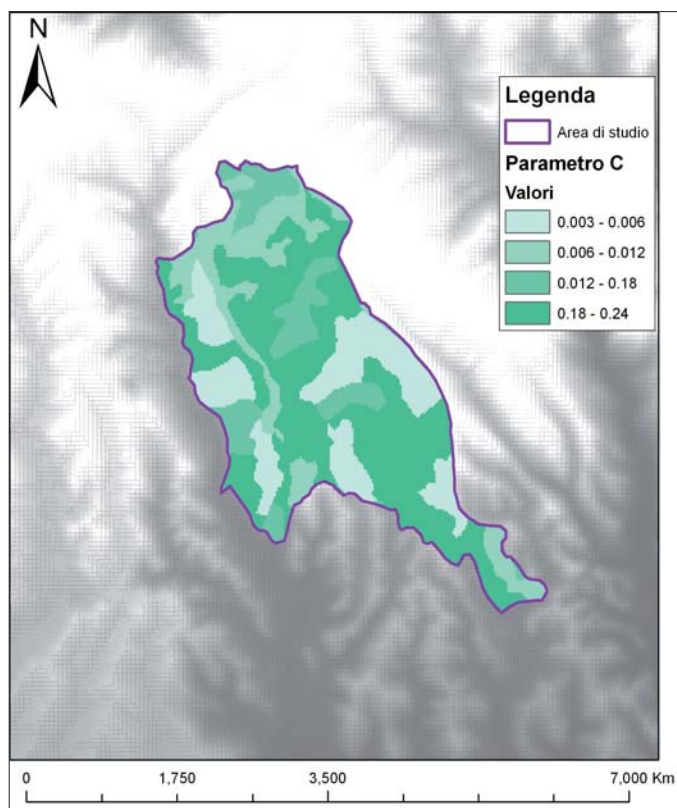 N
Legenda
Area di studio
Parametro C
Valori
0.003 - 0.006
0.006 - 0.012
0.012 - 0.18
0.18 - 0.24
0 1,750 3,500 7,000 Km